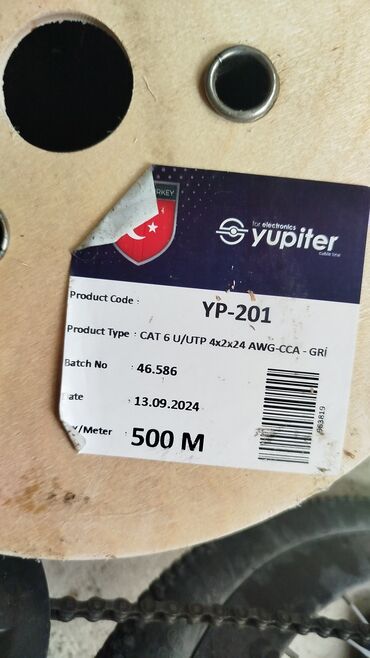 for electronics
yupiter
cable line
Product Code : YP-201
Product Type : CAT 6 U/UTP 4x2x24 AWG-CCA - GRİ
Batch No : 46.586
: 13.09.2024
/Meter : 500 M
963819